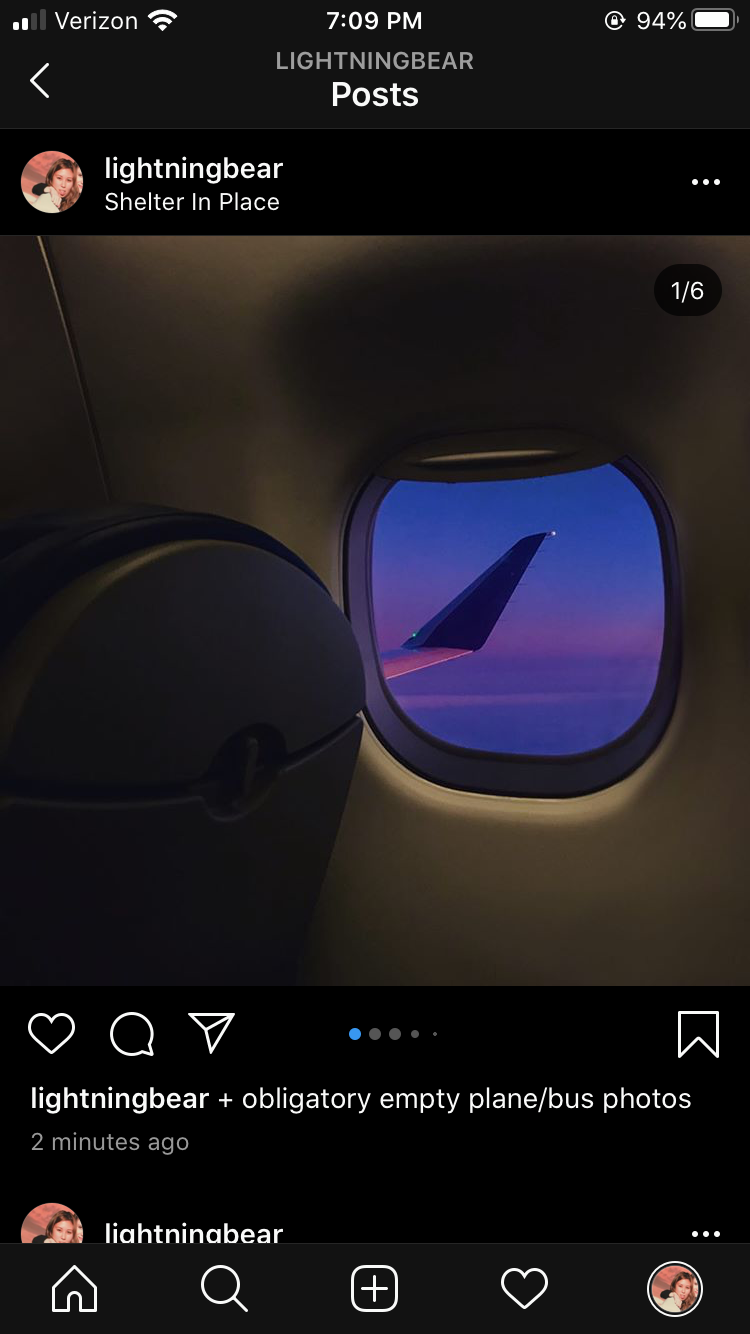 Verizon 7:09 PM 94%
LIGHTNINGBEAR
Posts
lightningbear
Shelter In Place
1/6
lightningbear + obligatory empty plane/bus photos
2 minutes ago
lightningbear